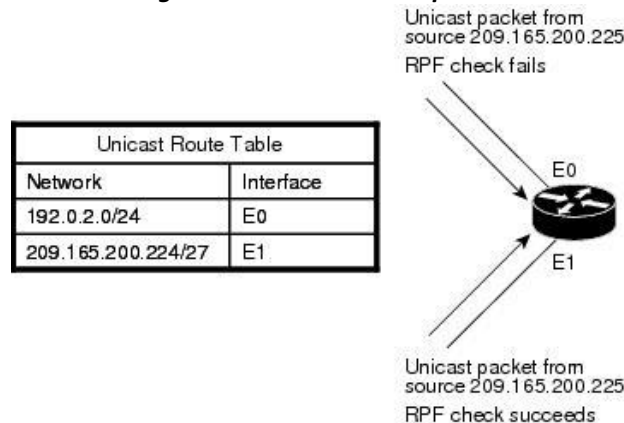 Unicast packet from
source 209.165.200.225
RPF check fails
Unicast Route Table
Network Interface
192.0.2.0/24 E0
209.165.200.224/27 E1
E0
E1
Unicast packet from
source 209.165.200.225
RPF check succeeds